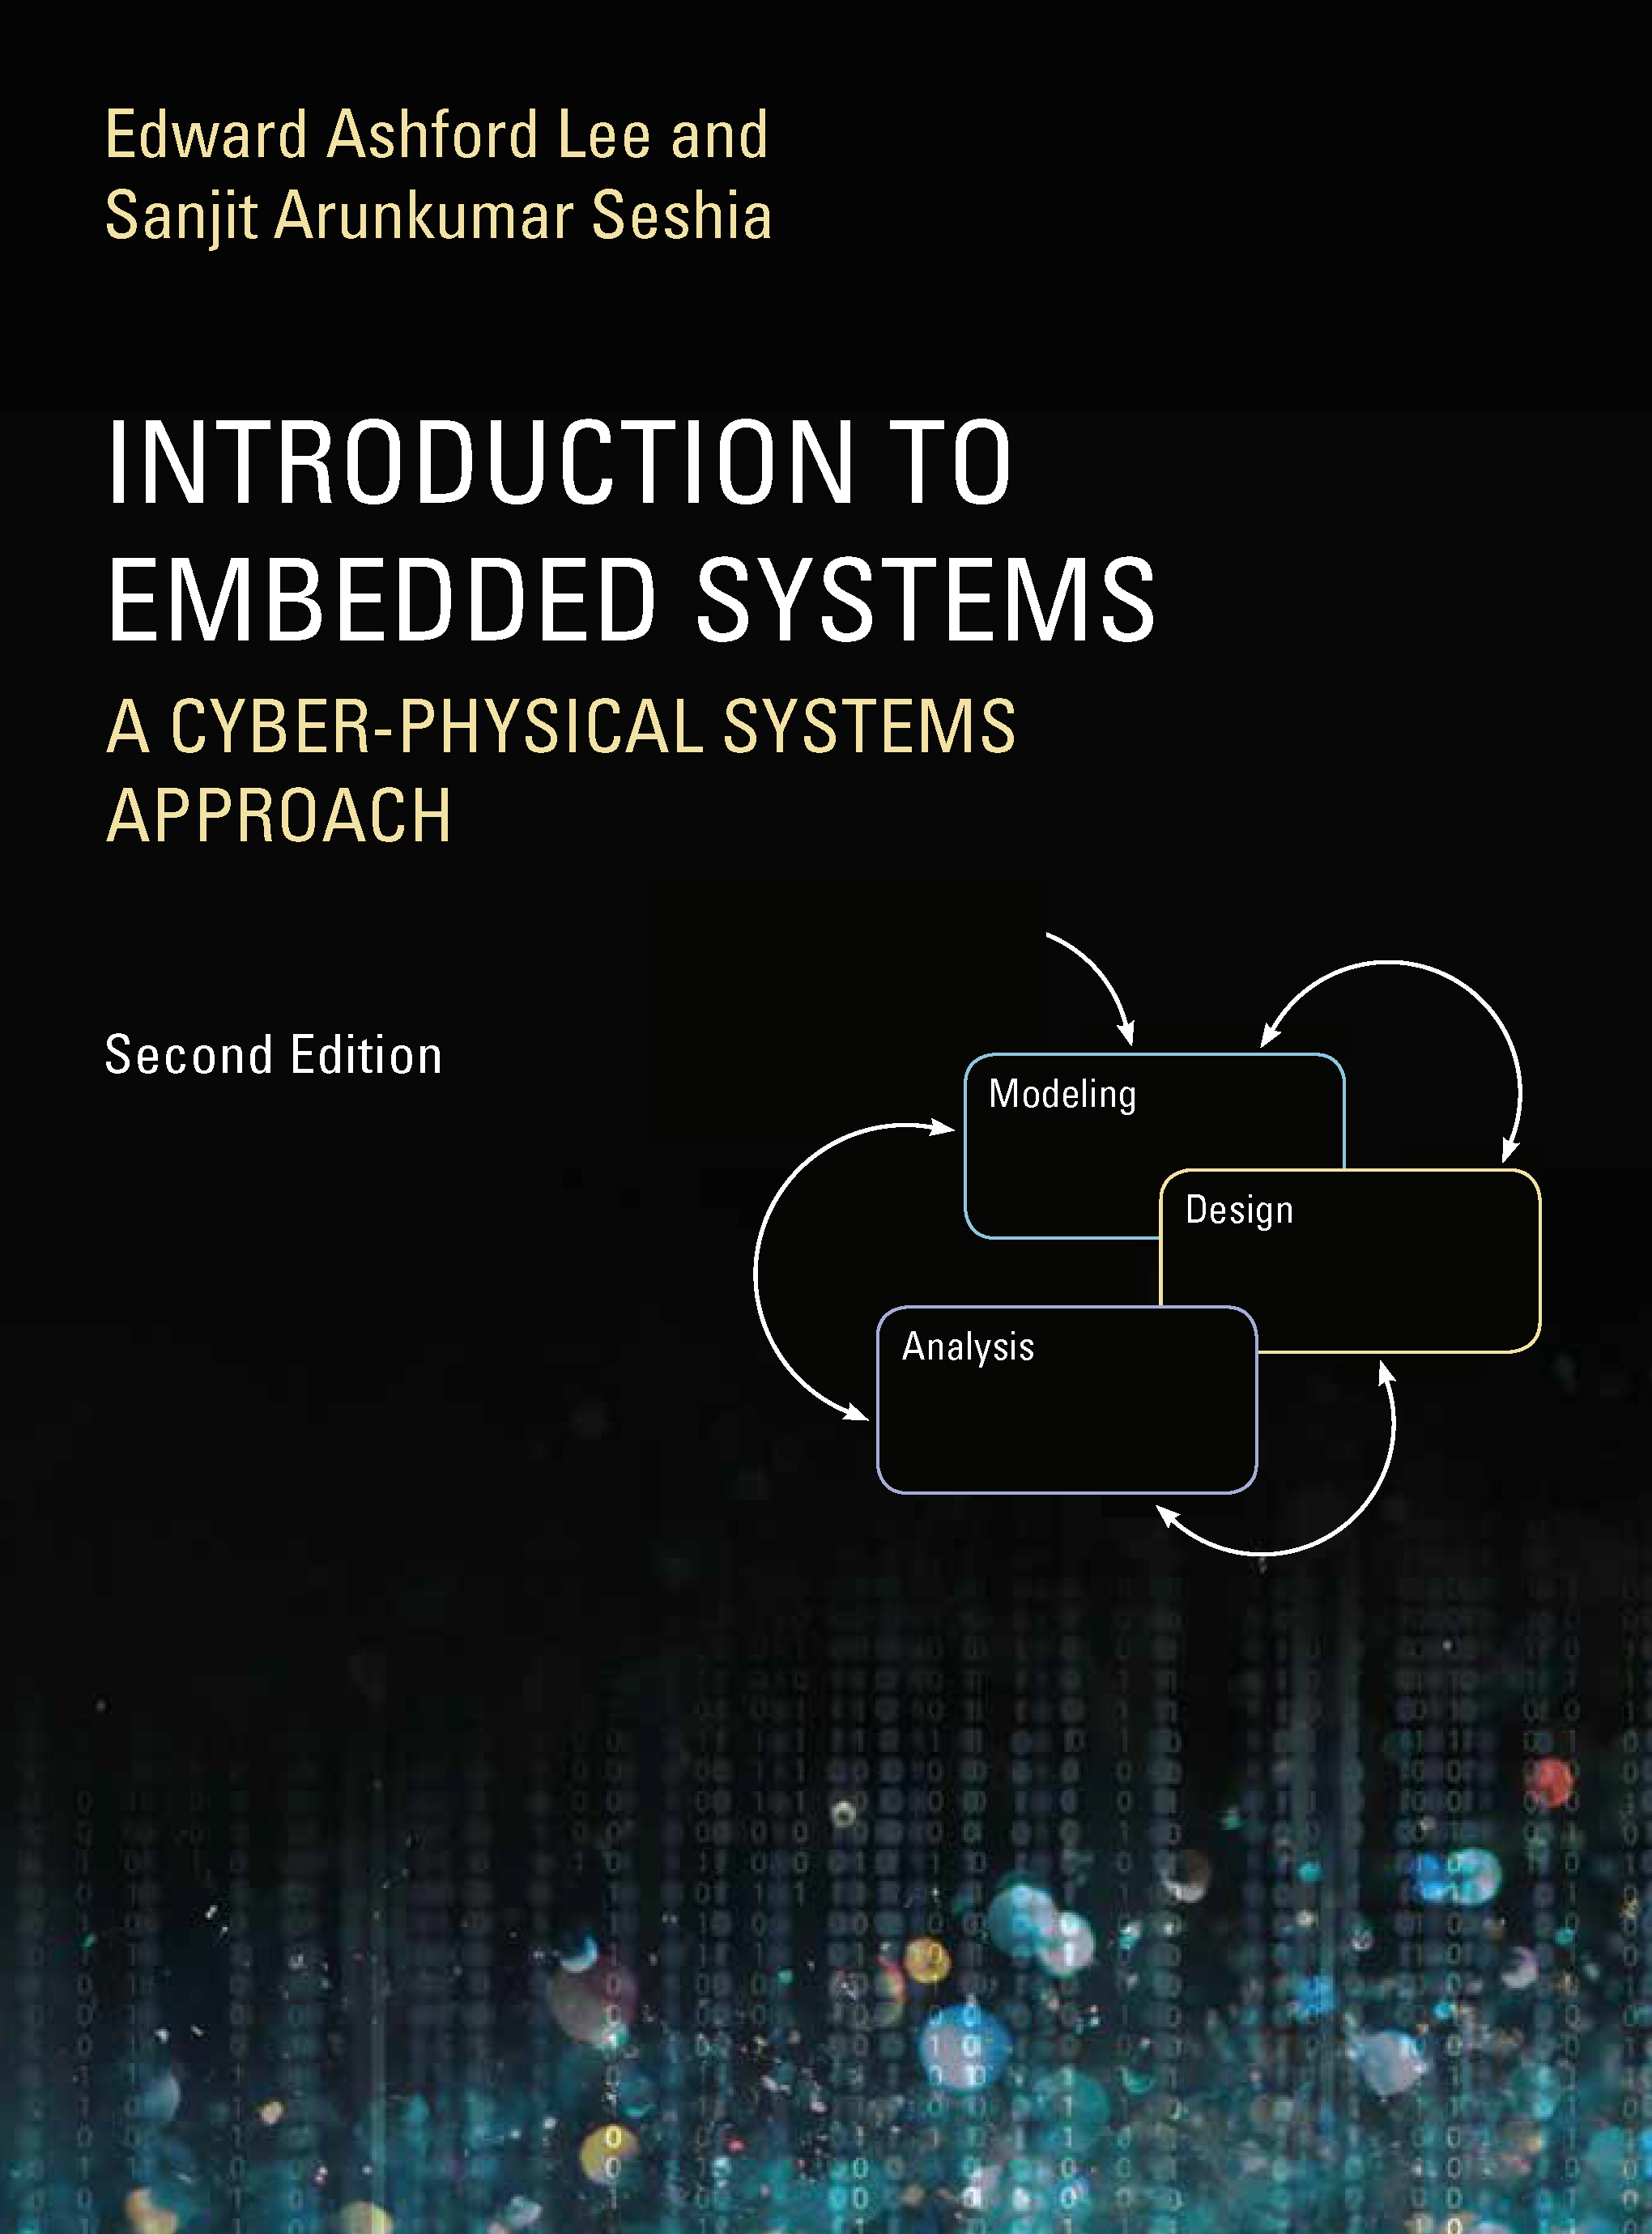 Edward Ashford Lee and
Sanjit Arunkumar Seshia
INTRODUCTION TO
EMBEDDED SYSTEMS
A CYBER-PHYSICAL SYSTEMS
APPROACH
Second Edition
Modeling
Design
Analysis